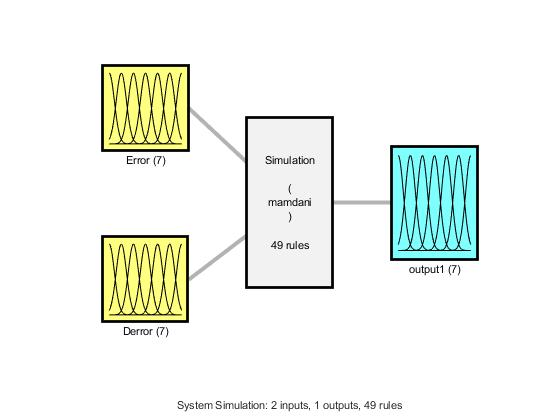 Error (7)
Simulation
(
mamdani
)
49 rules
output1 (7)
Derror (7)
System Simulation: 2 inputs, 1 outputs, 49 rules